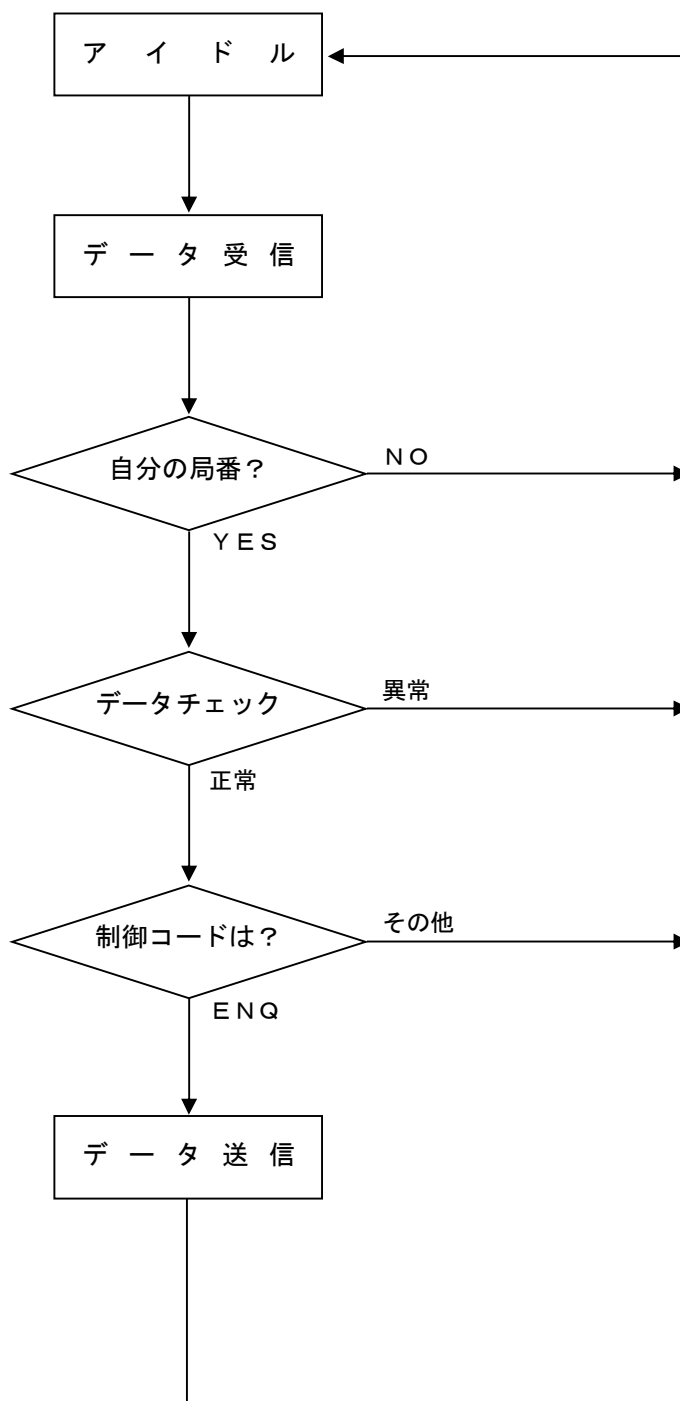 アイドル
データ受信
自分の局番？
ＮＯ
ＹＥＳ
データチェック
異常
正常
制御コードは？
その他
ＥＮＱ
データ送信